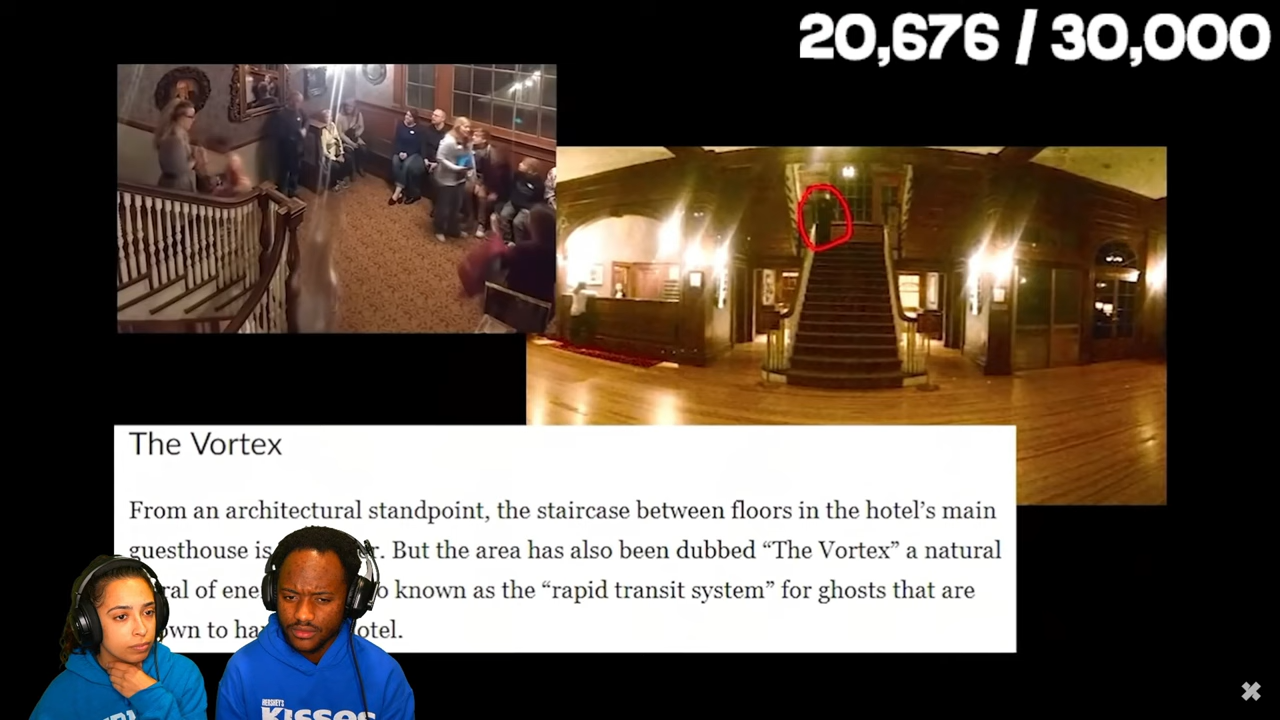 20,676 / 30,000
The Vortex
From an architectural standpoint, the staircase between floors in the hotel's main
guesthouse is r. But the area has also been dubbed “The Vortex” a natural
ral of ene o known as the “rapid transit system” for ghosts that are
own to ha otel.
HERSHEY'S
KISSES